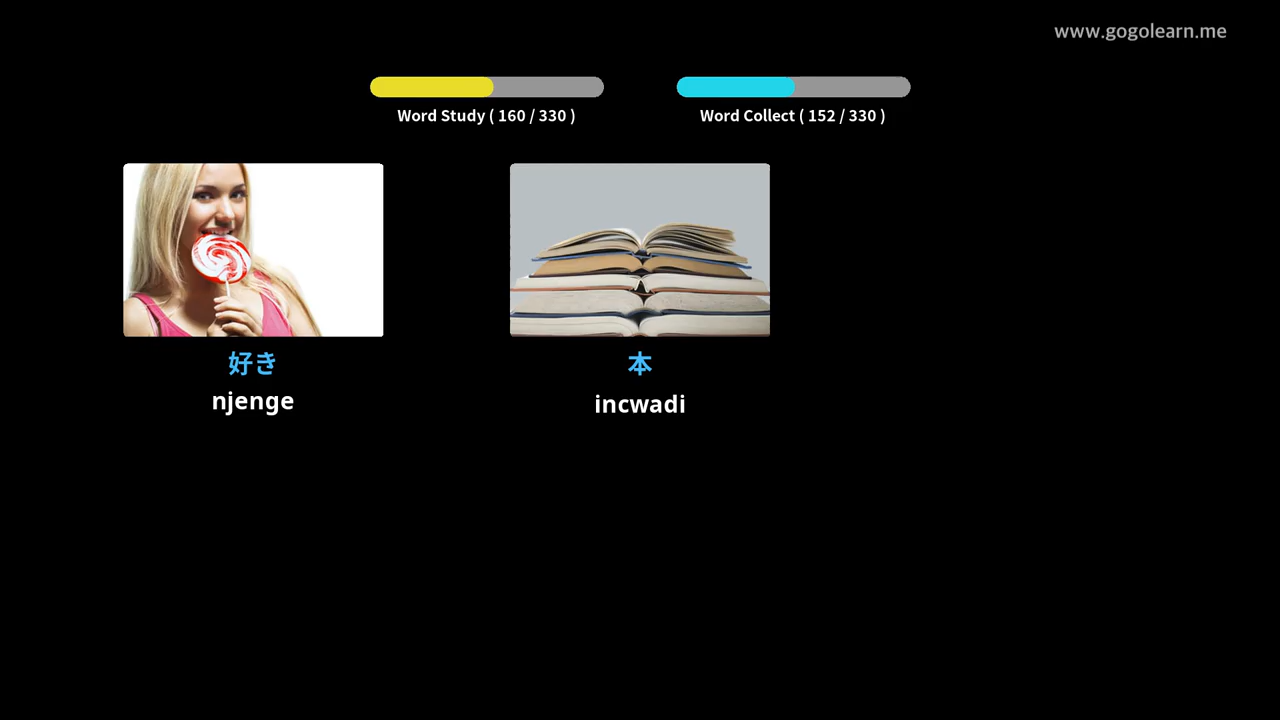 www.gogolearn.me
Word Study ( 160 / 330 )
Word Collect ( 152 / 330 )
好き
njenge
本
incwadi